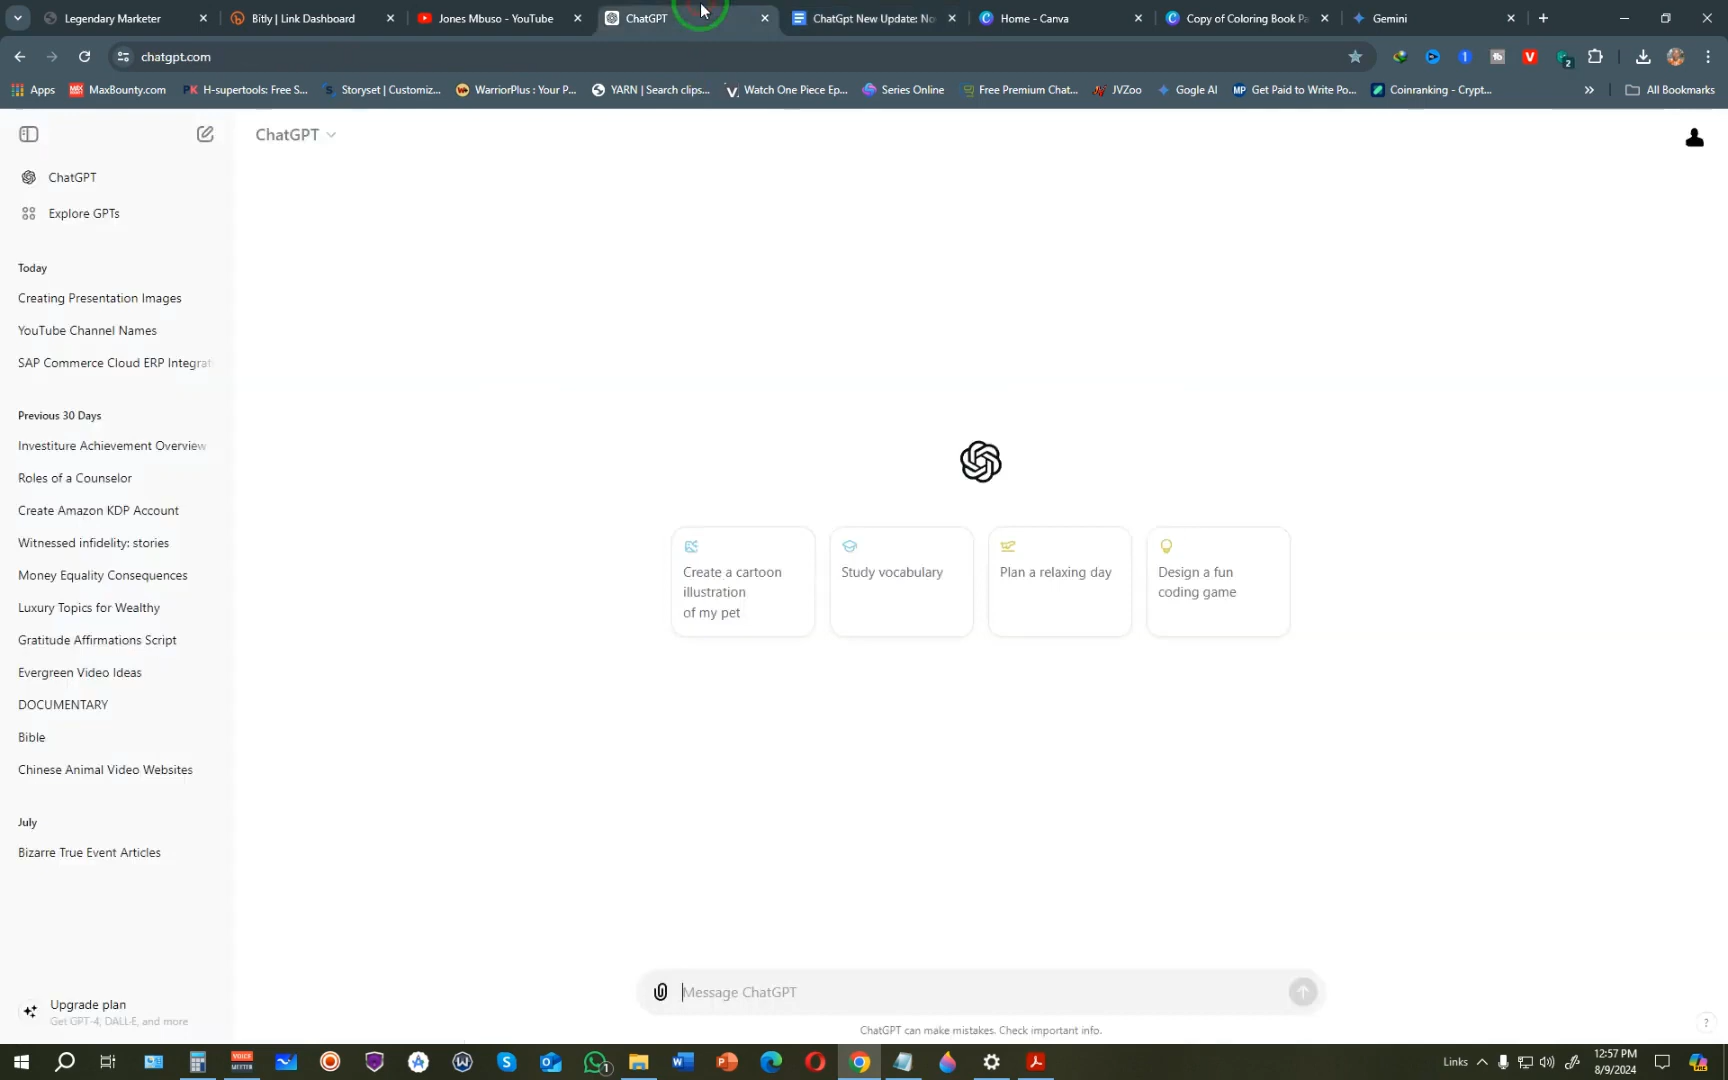 Legendary Marketer
Bitly | Link Dashboard
Jones Mbuso - YouTube
ChatGPT
ChatGpt New Update: No
Home - Canva
Copy of Coloring Book Pa
Gemini
chatgpt.com
Apps
MaxBounty.com
H-supertools: Free S...
Storyset | Customiz...
WarriorPlus : Your P...
YARN | Search clips...
Watch One Piece Ep...
Series Online
Free Premium Chat...
JVZoo
Gogle AI
Get Paid to Write Po...
Coinranking - Crypt...
All Bookmarks
ChatGPT
ChatGPT
Explore GPTs
Today
Creating Presentation Images
YouTube Channel Names
SAP Commerce Cloud ERP Integrat
Previous 30 Days
Investiture Achievement Overview
Roles of a Counselor
Create Amazon KDP Account
Witnessed infidelity: stories
Money Equality Consequences
Luxury Topics for Wealthy
Gratitude Affirmations Script
Evergreen Video Ideas
DOCUMENTARY
Bible
Chinese Animal Video Websites
July
Bizarre True Event Articles
Upgrade plan
Get GPT-4, DALL-E, and more
Create a cartoon
illustration
of my pet
Study vocabulary
Plan a relaxing day
Design a fun
coding game
Message ChatGPT
ChatGPT can make mistakes. Check important info.
?
Links
12:57 PM
8/9/2024